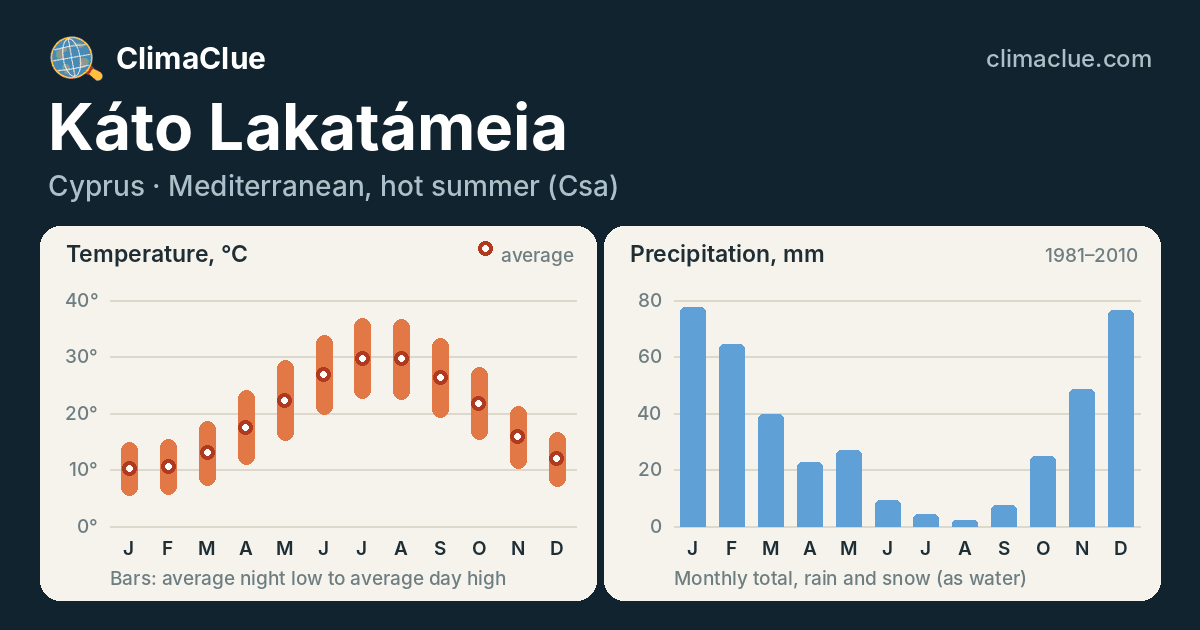 ClimaClue
climaclue.com
Káto Lakatámeia
Cyprus · Mediterranean, hot summer (Csa)
Temperature, °C
average
40°
30°
20°
10°
0°
J F M A M J J A S O N D
Bars: average night low to average day high
Precipitation, mm
1981–2010
80
60
40
20
0
J F M A M J J A S O N D
Monthly total, rain and snow (as water)